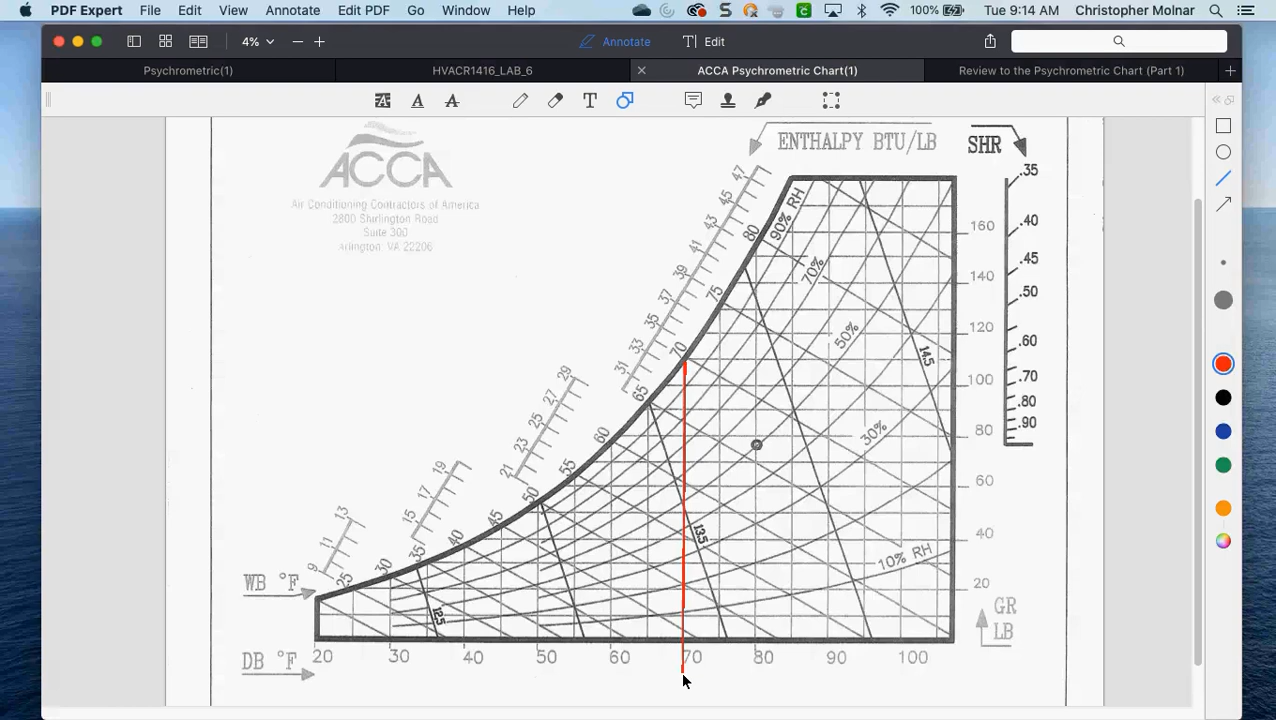 PDF Expert File Edit View Annotate Edit PDF Go Window Help 100% Tue 9:14 AM Christopher Molnar
4% Annotate Edit
Psychrometric(1) HVACR1416_LAB_6 ACCA Psychrometric Chart(1) Review to the Psychrometric Chart (Part 1)
A A A T
ACCA
Air Conditioning Contractors of America
2800 Shirlington Road
Suite 300
Arlington, VA 22206
ENTHALPY BTU/LB
SHR
.35
.40
.45
.50
.60
.70
.80
.90
9 11 13
15 17 19
21 23 25 27 29
31 33 35 37 39 41 43 45 47
25 30 35 40 45 50 55 60 65 70 75 80
90% RH
70%
50%
30%
10% RH
12.5
13.5
14.5
160
140
120
100
80
60
40
20
GR
LB
WB °F
DB °F
20 30 40 50 60 70 80 90 100